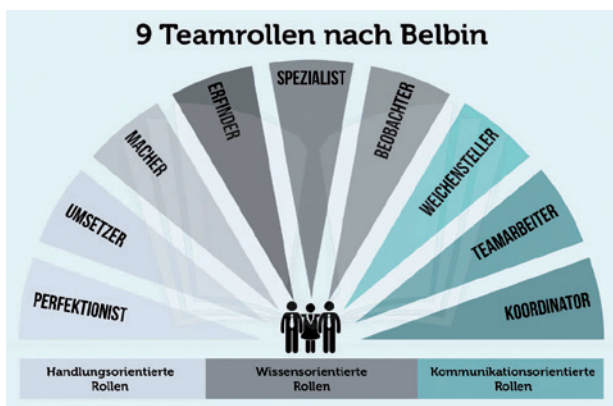 9 Teamrollen nach Belbin
PERFEKTIONIST
UMSETZER
MACHER
ERFINDER
SPEZIALIST
BEOBACHTER
WEICHENSTELLER
TEAMARBEITER
KOORDINATOR
Handlungsorientierte
Rollen
Wissensorientierte
Rollen
Kommunikationsorientierte
Rollen